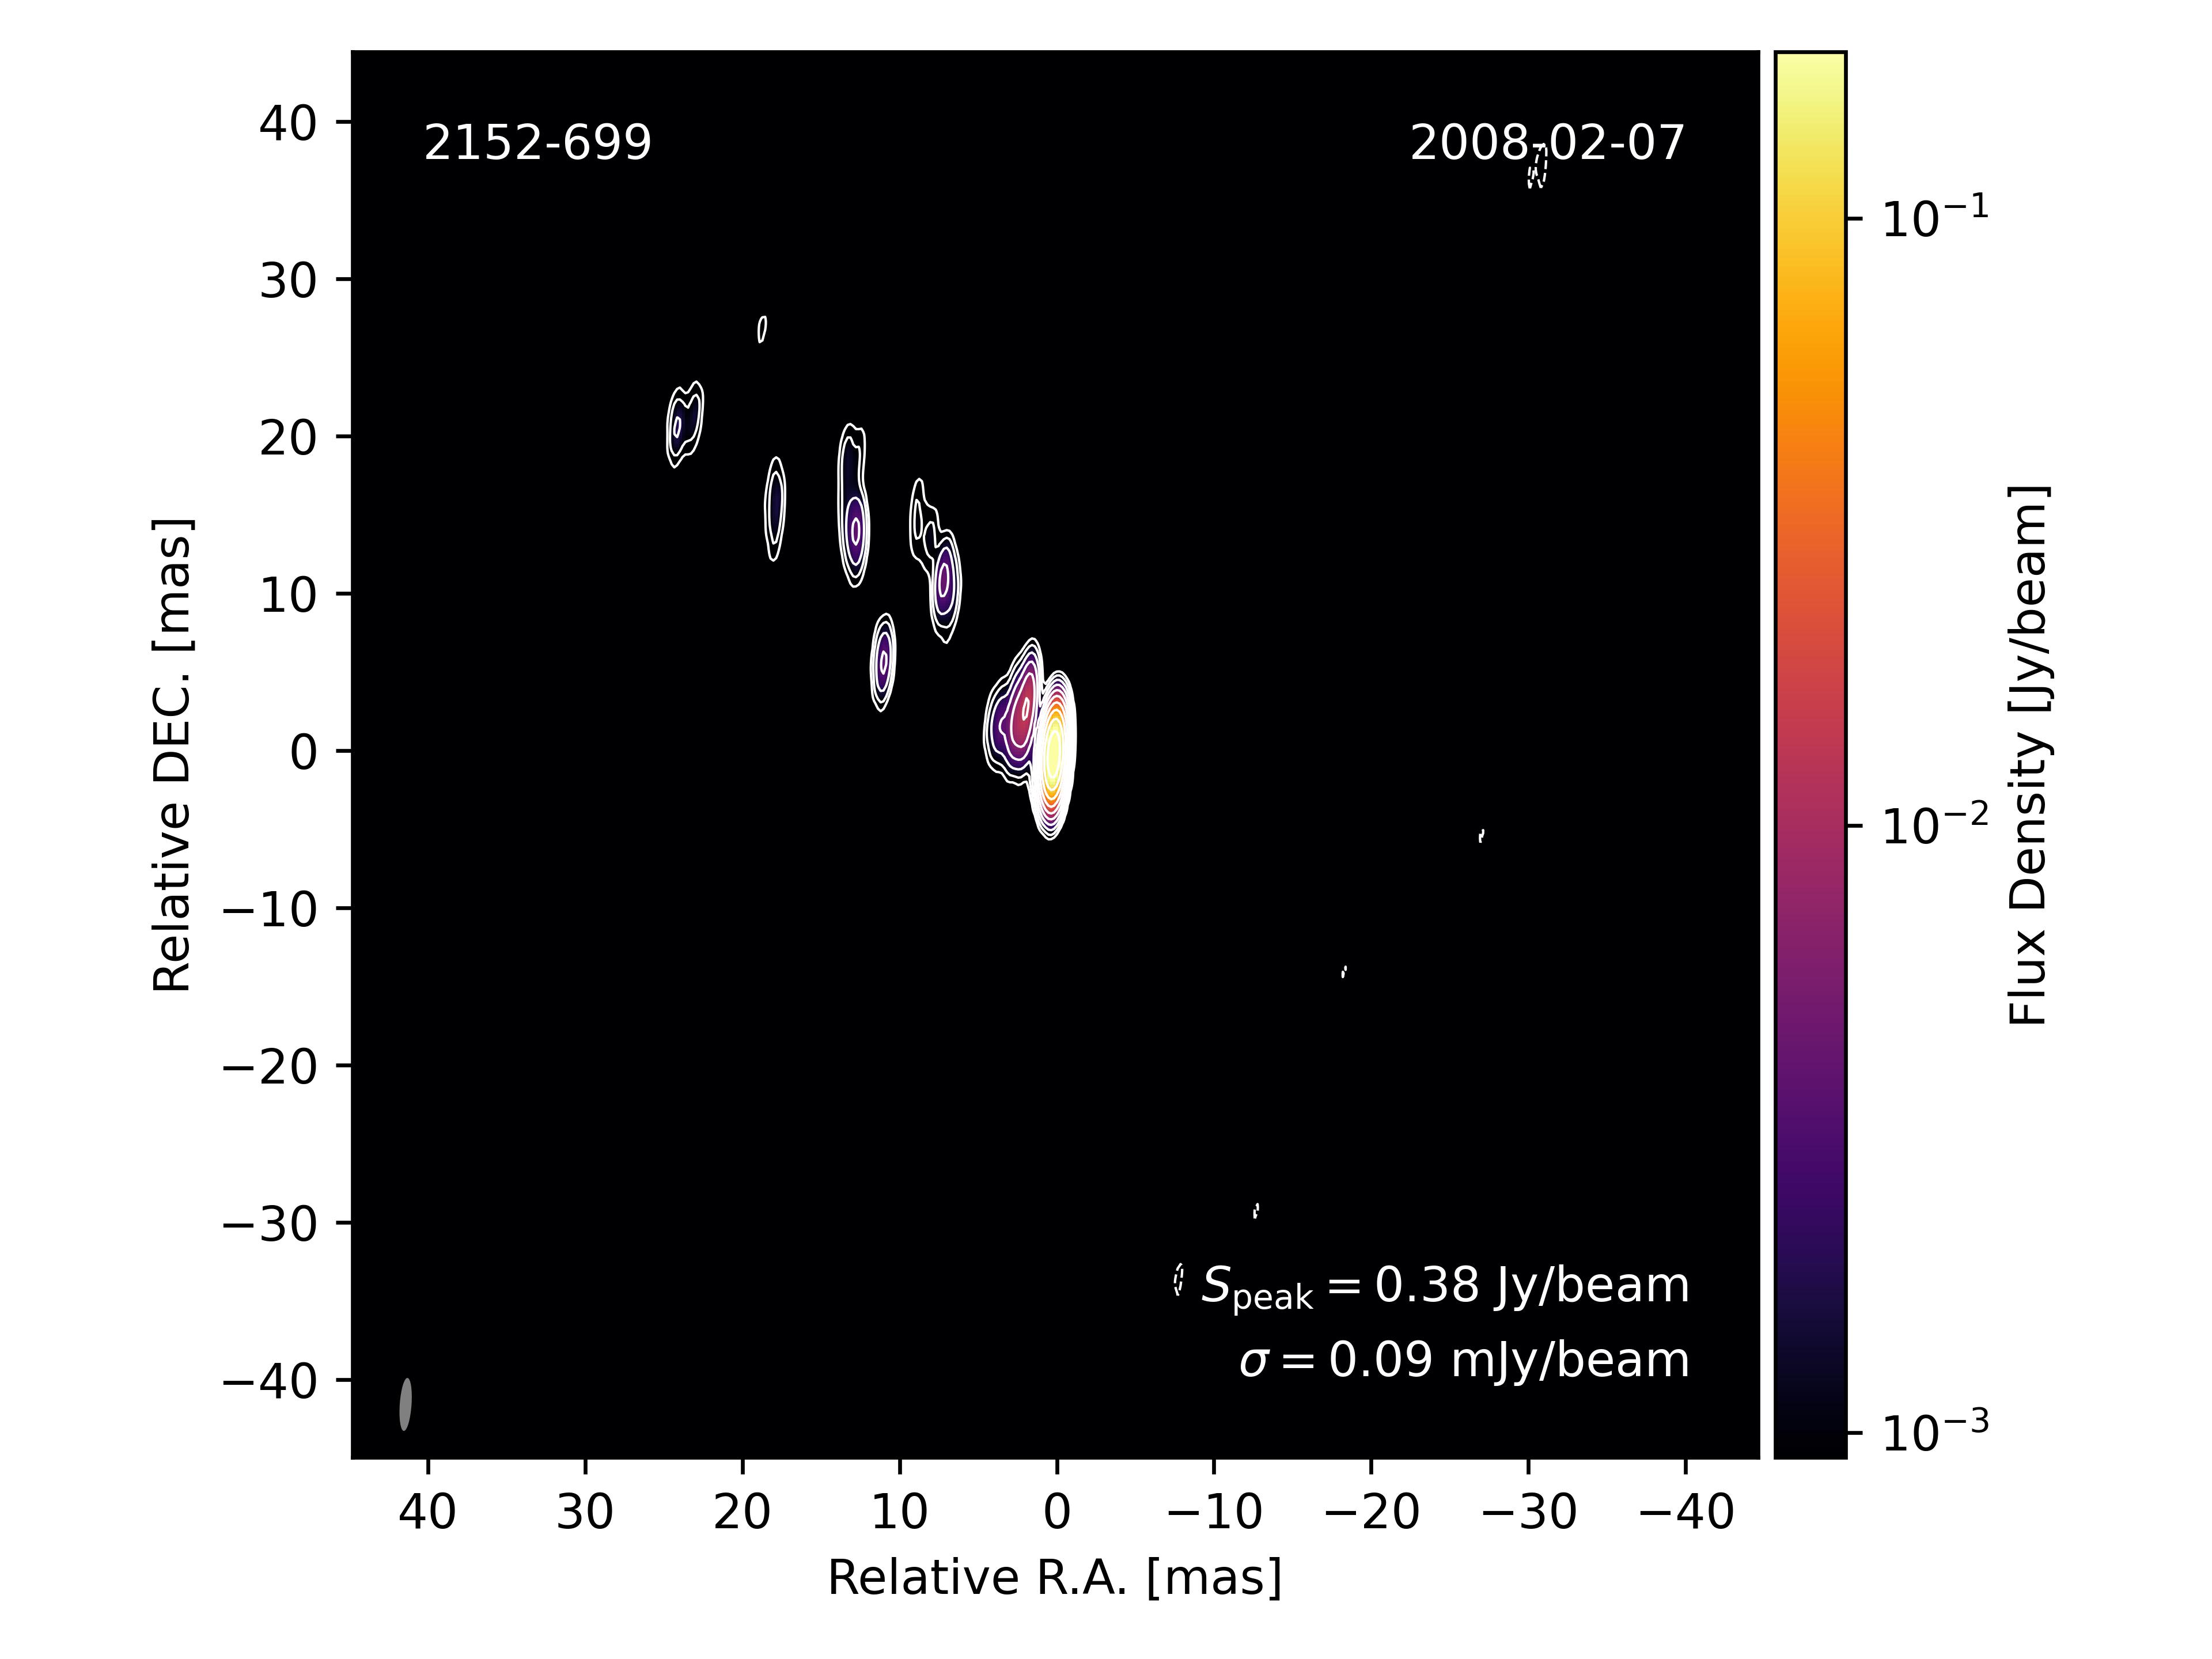 2152-699
2008-02-07
40
30
20
10
0
−10
−20
−30
−40
Relative DEC. [mas]
S_peak = 0.38 Jy/beam
σ = 0.09 mJy/beam
40 30 20 10 0 −10 −20 −30 −40
Relative R.A. [mas]
10⁻¹
10⁻²
10⁻³
Flux Density [Jy/beam]